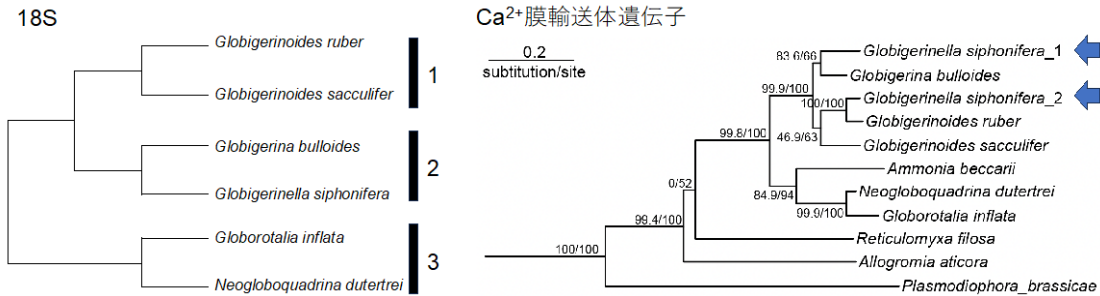 18S
Globigerinoides ruber
Globigerinoides sacculifer
1
Globigerina bulloides
Globigerinella siphonifera
2
Globorotalia inflata
Neogloboquadrina dutertrei
3
Ca2+膜輸送体遺伝子
0.2
subtitution/site
83.6/66
Globigerinella siphonifera_1
Globigerina bulloides
99.9/100
Globigerinella siphonifera_2
100/100
Globigerinoides ruber
46.9/63
Globigerinoides sacculifer
99.8/100
Ammonia beccarii
84.9/94
Neogloboquadrina dutertrei
99.9/100
Globorotalia inflata
0/52
Reticulomyxa filosa
99.4/100
Allogromia aticora
100/100
Plasmodiophora_brassicae